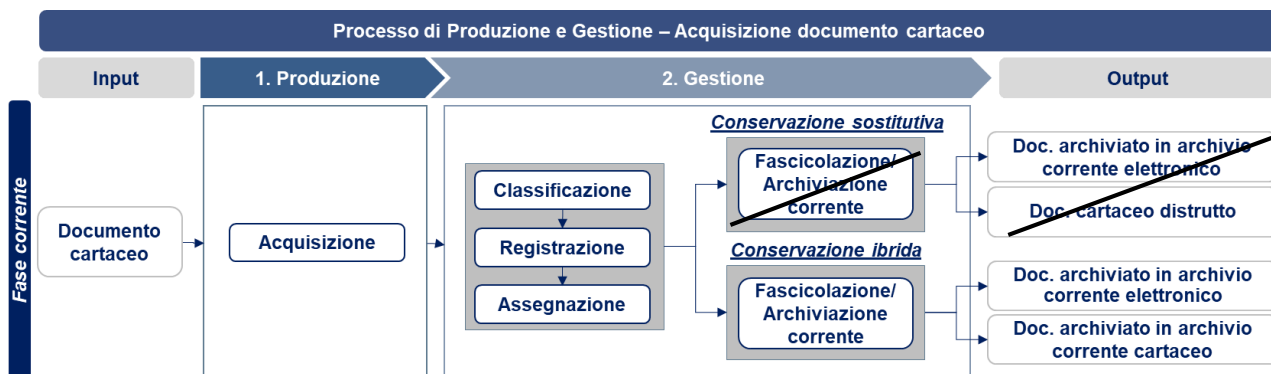 Processo di Produzione e Gestione – Acquisizione documento cartaceo
Input
1. Produzione
2. Gestione
Output
Fase corrente
Documento
cartaceo
Acquisizione
Classificazione
Registrazione
Assegnazione
Conservazione sostitutiva
Fascicolazione/
Archiviazione
corrente
Conservazione ibrida
Fascicolazione/
Archiviazione
corrente
Doc. archiviato in archivio
corrente elettronico
Doc. cartaceo distrutto
Doc. archiviato in archivio
corrente elettronico
Doc. archiviato in archivio
corrente cartaceo